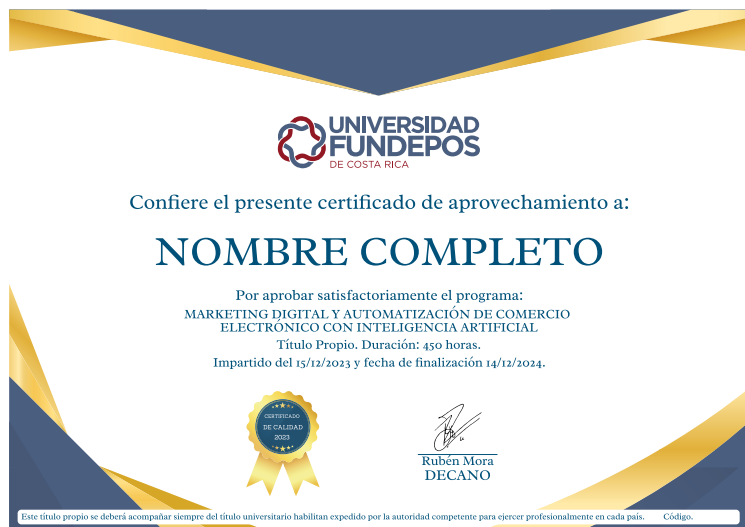 UNIVERSIDAD
FUNDEPOS
DE COSTA RICA
Confiere el presente certificado de aprovechamiento a:
NOMBRE COMPLETO
Por aprobar satisfactoriamente el programa:
MARKETING DIGITAL Y AUTOMATIZACIÓN DE COMERCIO
ELECTRÓNICO CON INTELIGENCIA ARTIFICIAL
Título Propio. Duración: 450 horas.
Impartido del 15/12/2023 y fecha de finalización 14/12/2024.
CERTIFICADO
DE CALIDAD
2023
Rubén Mora
DECANO
Este título propio se deberá acompañar siempre del título universitario habilitan expedido por la autoridad competente para ejercer profesionalmente en cada país. Código.